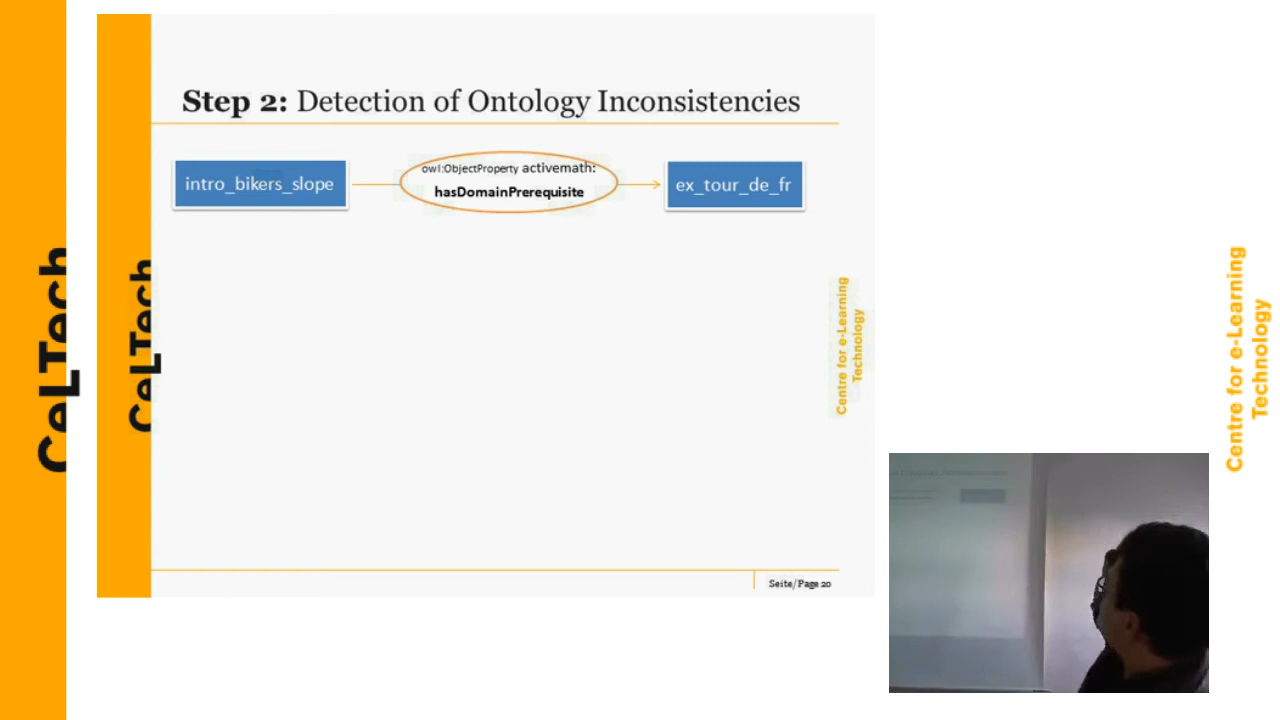 Step 2: Detection of Ontology Inconsistencies
intro_bikers_slope
owl:ObjectProperty activemath:
hasDomainPrerequisite
ex_tour_de_fr
CeLTech
CeLTech
Centre for e-Learning
Technology
Centre for e-Learning
Technology
Seite/Page 20